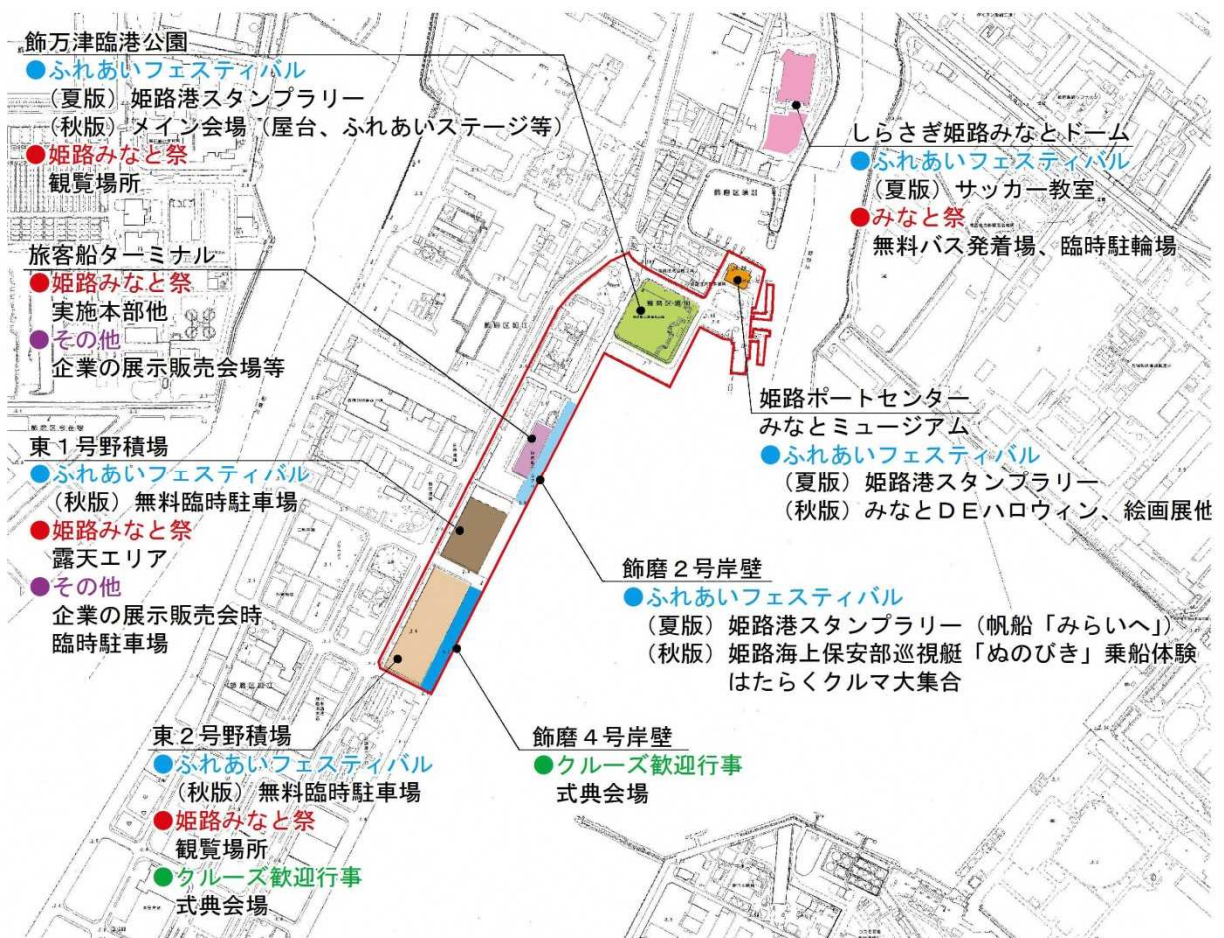 飾万津臨港公園
●ふれあいフェスティバル
（夏版）姫路港スタンプラリー
（秋版）メイン会場（屋台、ふれあいステージ等）
●姫路みなと祭
観覧場所
旅客船ターミナル
●姫路みなと祭
実施本部他
●その他
企業の展示販売会場等
東１号野積場
●ふれあいフェスティバル
（秋版）無料臨時駐車場
●姫路みなと祭
露天エリア
●その他
企業の展示販売会時
臨時駐車場
東２号野積場
●ふれあいフェスティバル
（秋版）無料臨時駐車場
●姫路みなと祭
観覧場所
●クルーズ歓迎行事
式典会場
しらさぎ姫路みなとドーム
●ふれあいフェスティバル
（夏版）サッカー教室
●みなと祭
無料バス発着場、臨時駐輪場
姫路ポートセンター
みなとミュージアム
●ふれあいフェスティバル
（夏版）姫路港スタンプラリー
（秋版）みなとＤＥハロウィン、絵画展他
飾磨２号岸壁
●ふれあいフェスティバル
（夏版）姫路港スタンプラリー（帆船「みらいへ」）
（秋版）姫路海上保安部巡視艇「ぬのびき」乗船体験
はたらくクルマ大集合
飾磨４号岸壁
●クルーズ歓迎行事
式典会場